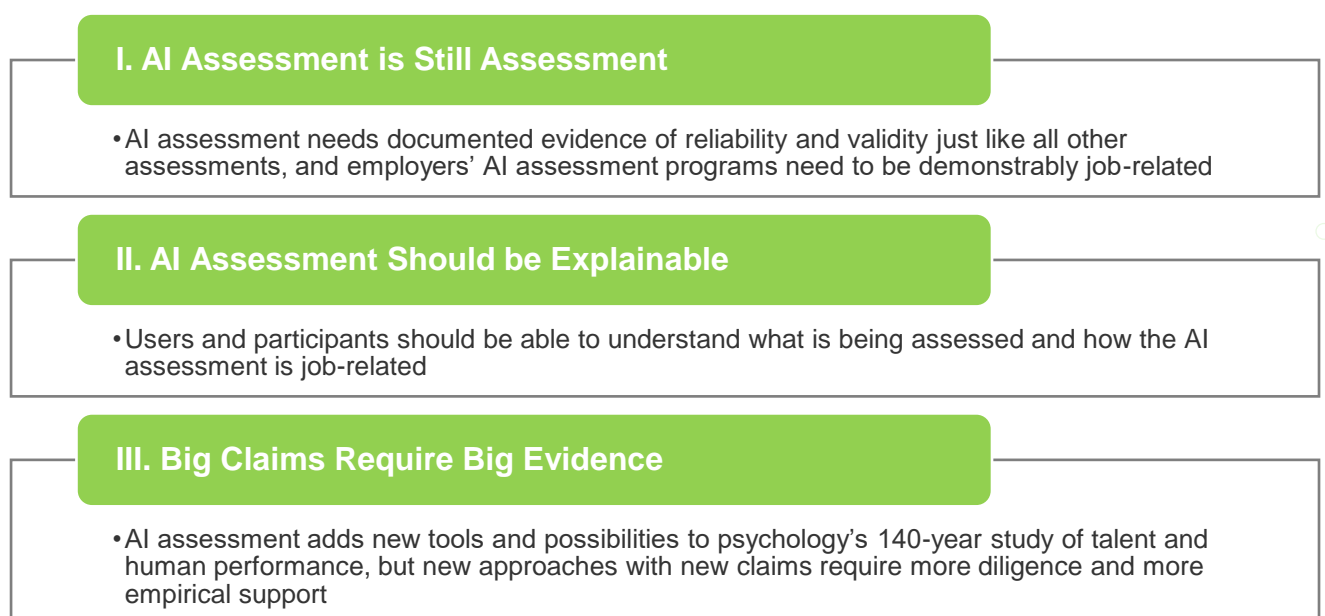 I. AI Assessment is Still Assessment
•AI assessment needs documented evidence of reliability and validity just like all other
assessments, and employers’ AI assessment programs need to be demonstrably job-related
II. AI Assessment Should be Explainable
•Users and participants should be able to understand what is being assessed and how the AI
assessment is job-related
III. Big Claims Require Big Evidence
•AI assessment adds new tools and possibilities to psychology’s 140-year study of talent and
human performance, but new approaches with new claims require more diligence and more
empirical support